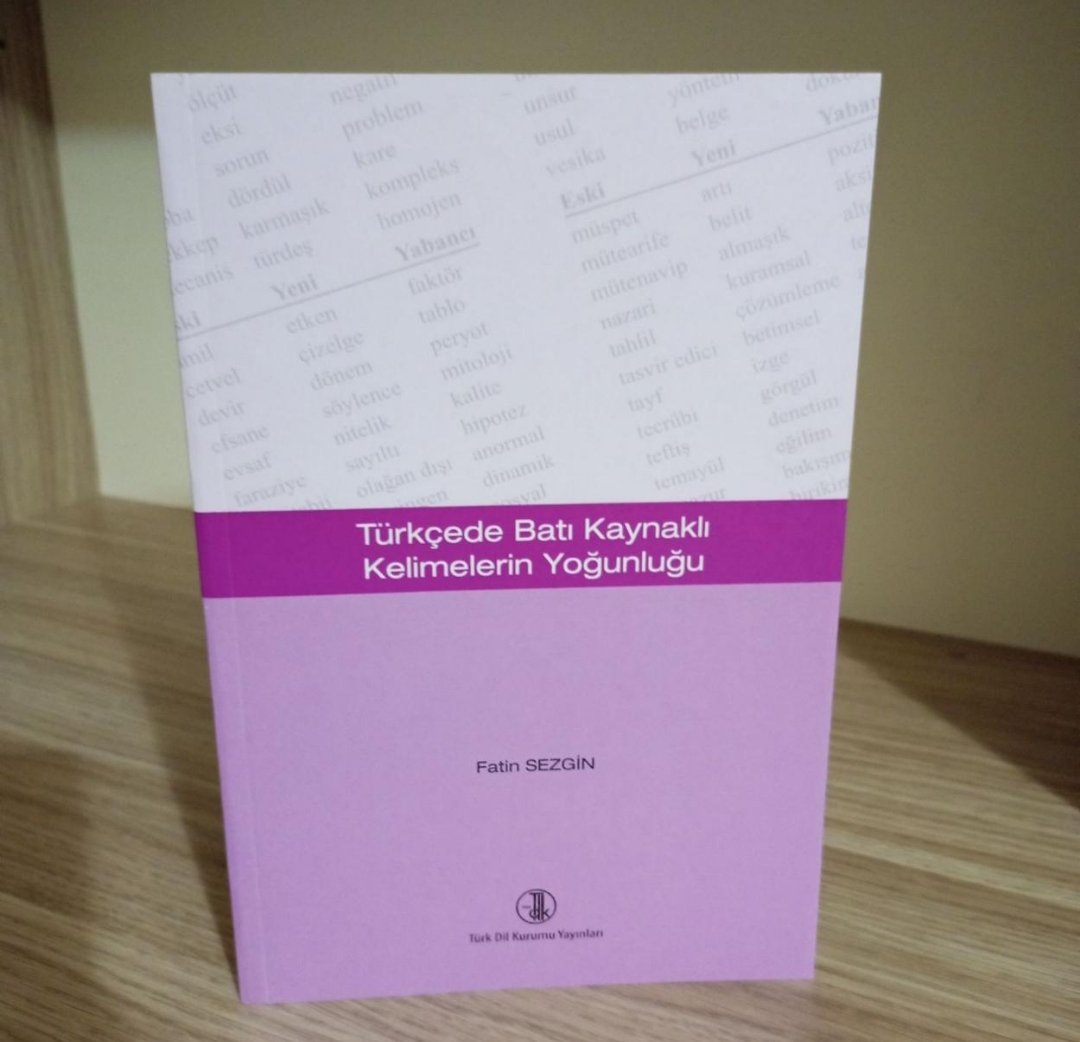 ölçüt negatif
eksi problem
sorun kare
dördül kompleks
karmaşık homojen
türdeş
Yeni Yabancı
etken faktör
cetvel çizelge tablo
devir dönem peryot
efsane söylence mitoloji
evsaf nitelik kalite
faraziye sayıltı hipotez
olağan dışı anormal
dinamik
unsur yöntem
usul belge
vesika
Eski Yeni
müspet artı
mütearife belit
mütenavip almaşık
nazari kuramsal
tahlil çözümleme
tasvir edici betimsel
tayf izge
tecrübi görgül
teftiş denetim
temayül eğilim
Türkçede Batı Kaynaklı
Kelimelerin Yoğunluğu
Fatin SEZGİN
Türk Dil Kurumu Yayınları